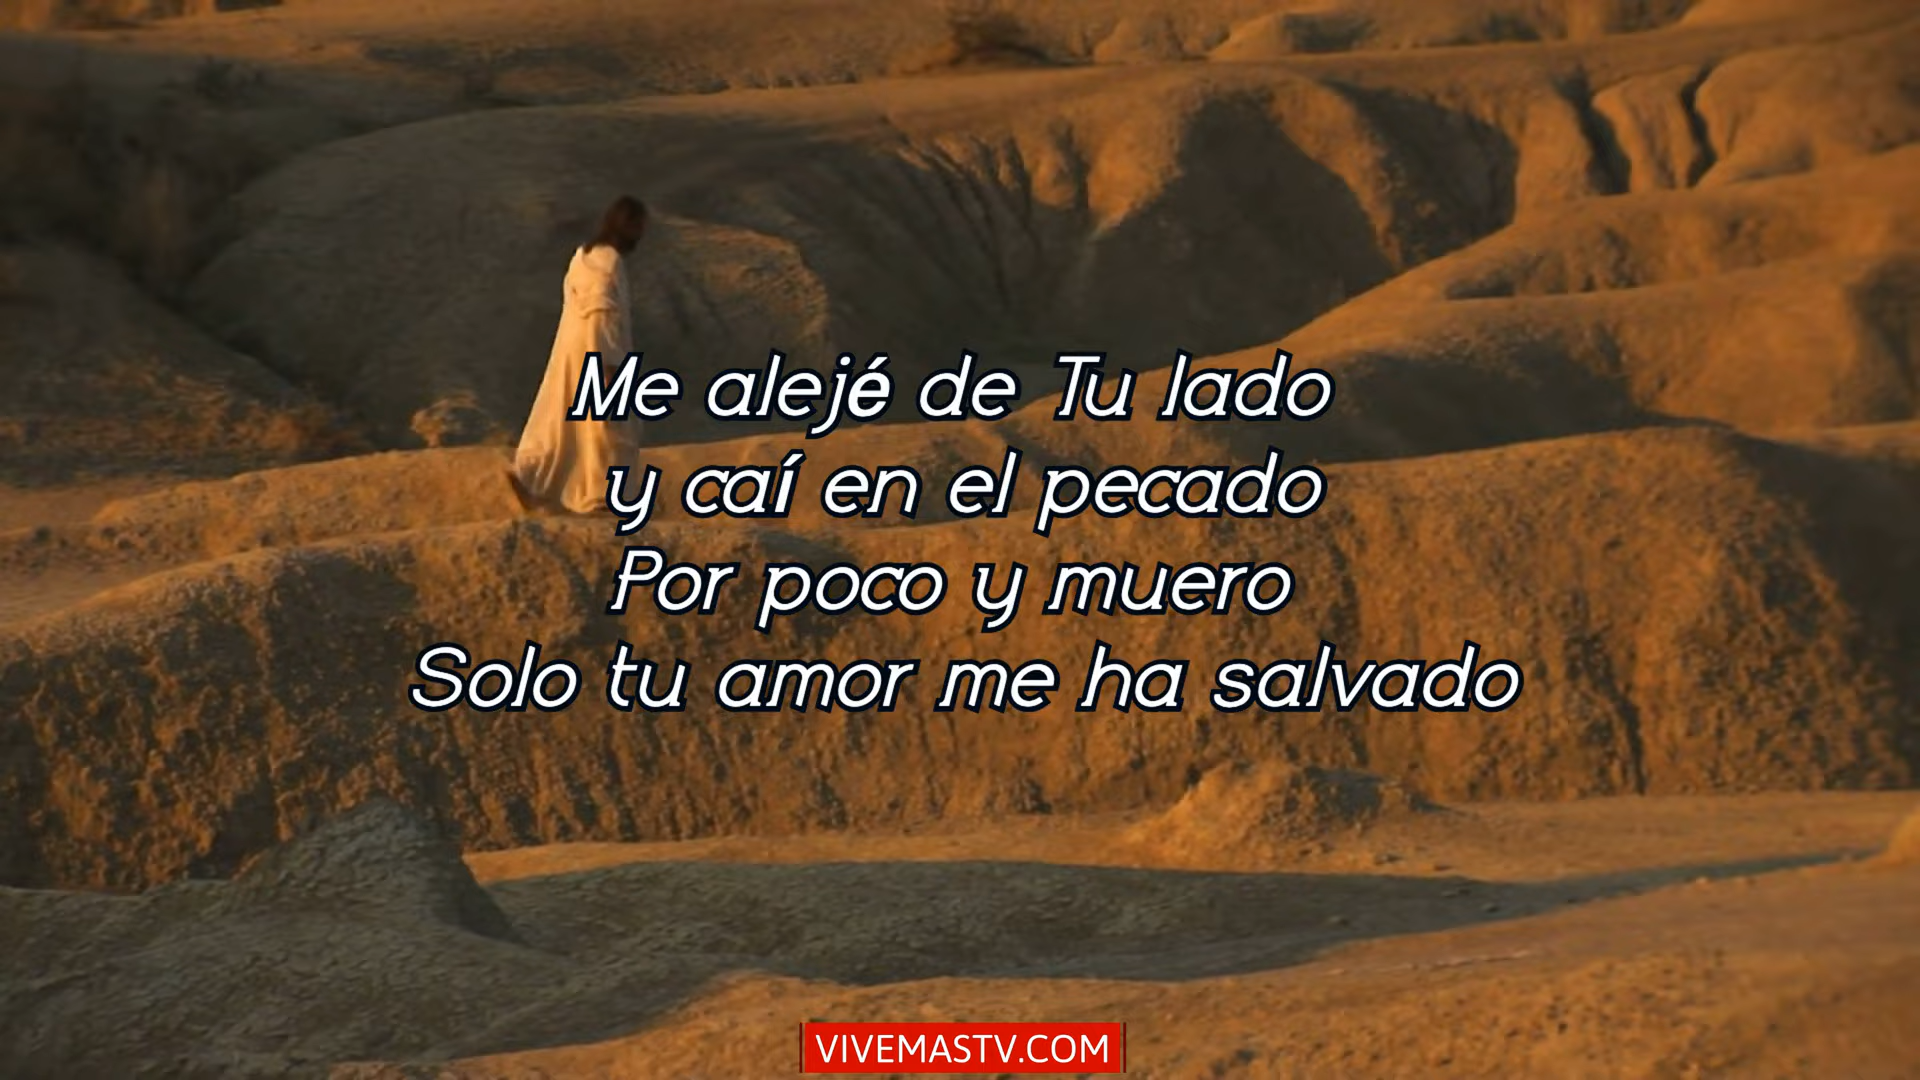 Me alejé de Tu lado
y caí en el pecado
Por poco y muero
Solo tu amor me ha salvado
VIVEMASTV.COM